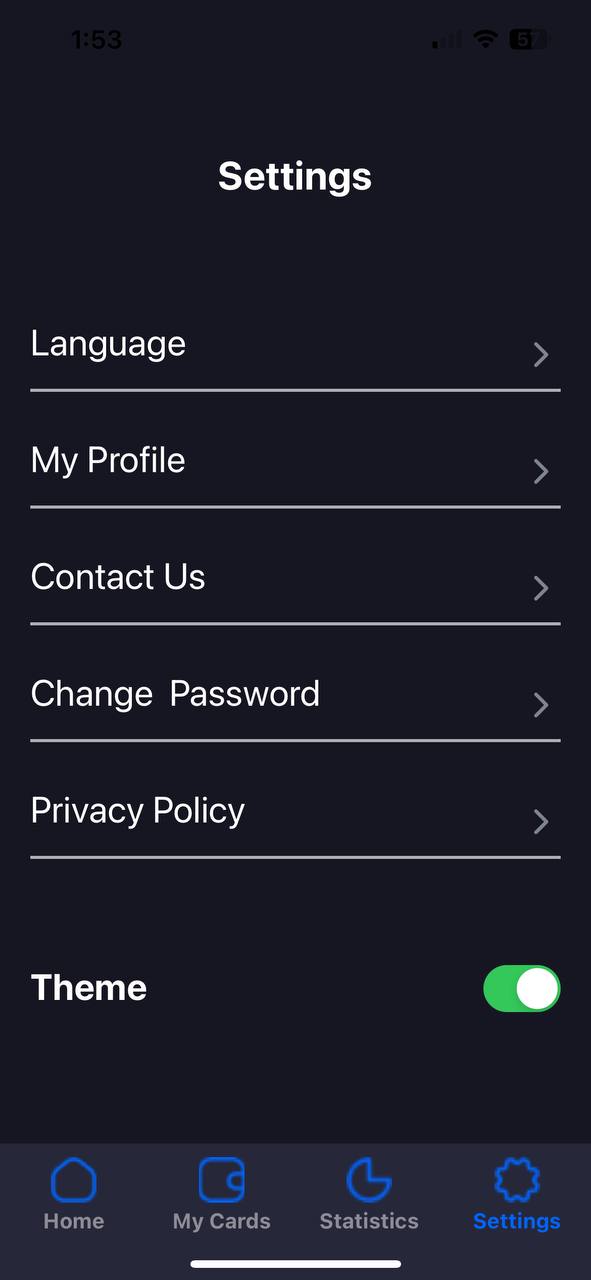 1:53
57
Settings
Language
My Profile
Contact Us
Change  Password
Privacy Policy
Theme
Home
My Cards
Statistics
Settings